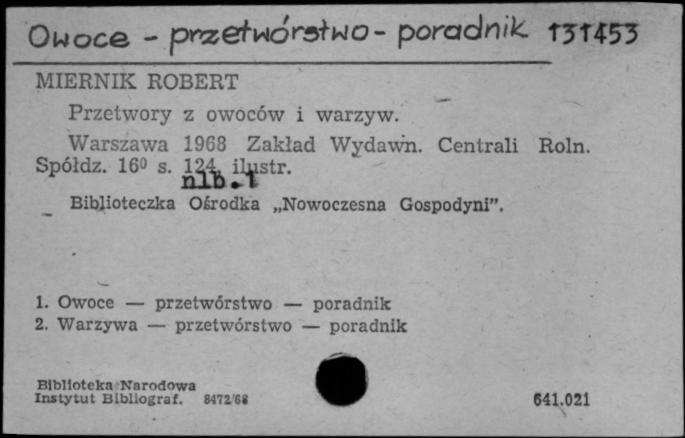 Owoce - przetwórstwo - poradnik 131453
MIERNIK ROBERT
Przetwory z owoców i warzyw.
Warszawa 1968 Zakład Wydawn. Centrali Roln.
Spółdz. 16⁰ s. 124, ilustr.
nlb. 1
Biblioteczka Ośrodka „Nowoczesna Gospodyni”.
1. Owoce — przetwórstwo — poradnik
2. Warzywa — przetwórstwo — poradnik
Biblioteka Narodowa
Instytut Bibliograf. 8472/68 641.021